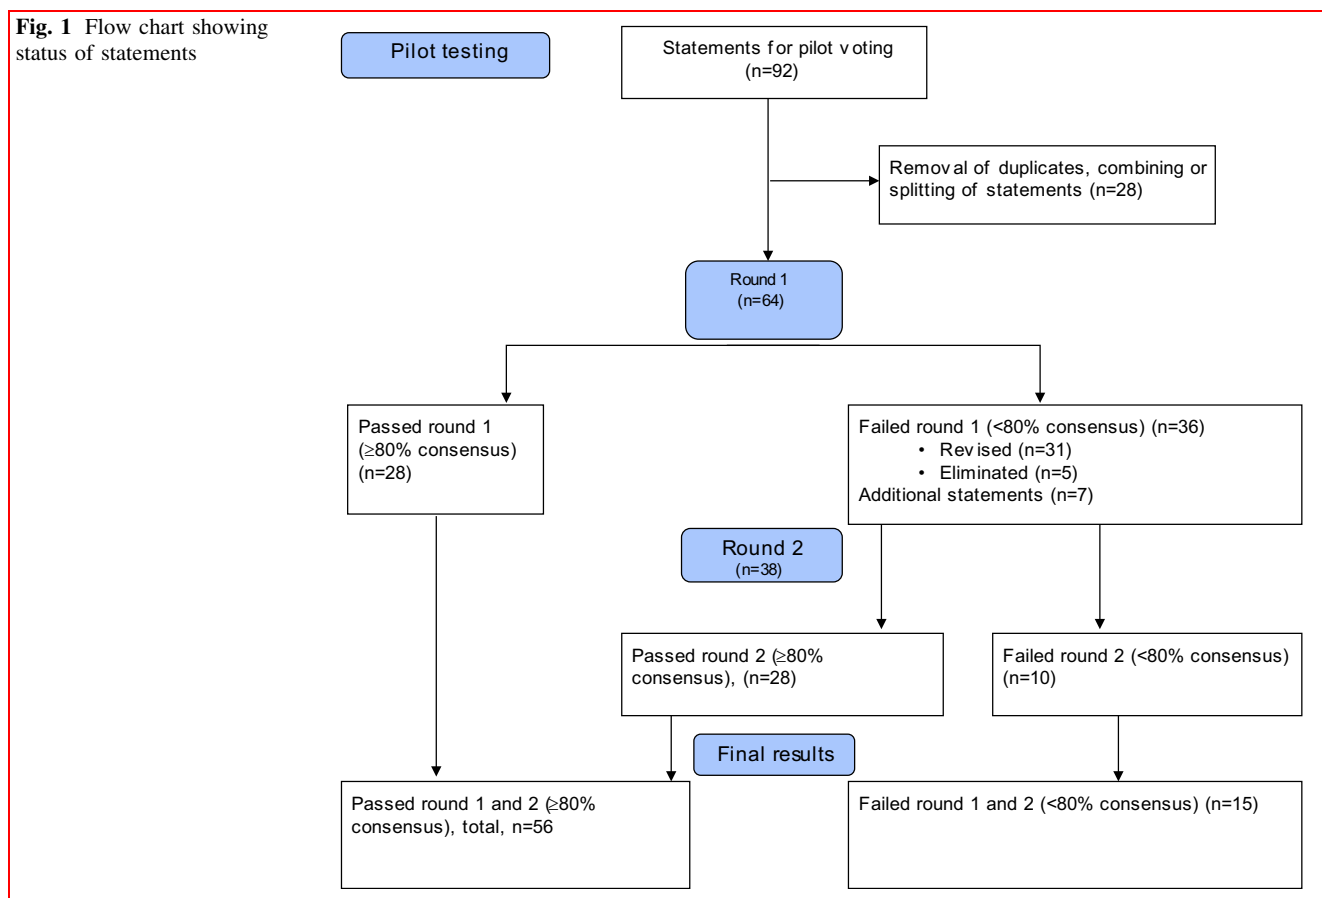 Fig. 1 Flow chart showing
status of statements
Pilot testing
Statements for pilot voting
(n=92)
Removal of duplicates, combining or
splitting of statements (n=28)
Round 1
(n=64)
Passed round 1
(≥80% consensus)
(n=28)
Failed round 1 (<80% consensus) (n=36)
• Revised (n=31)
• Eliminated (n=5)
Additional statements (n=7)
Round 2
(n=38)
Passed round 2 (≥80%
consensus), (n=28)
Failed round 2 (<80% consensus)
(n=10)
Final results
Passed round 1 and 2 (≥80%
consensus), total, n=56
Failed round 1 and 2 (<80% consensus) (n=15)